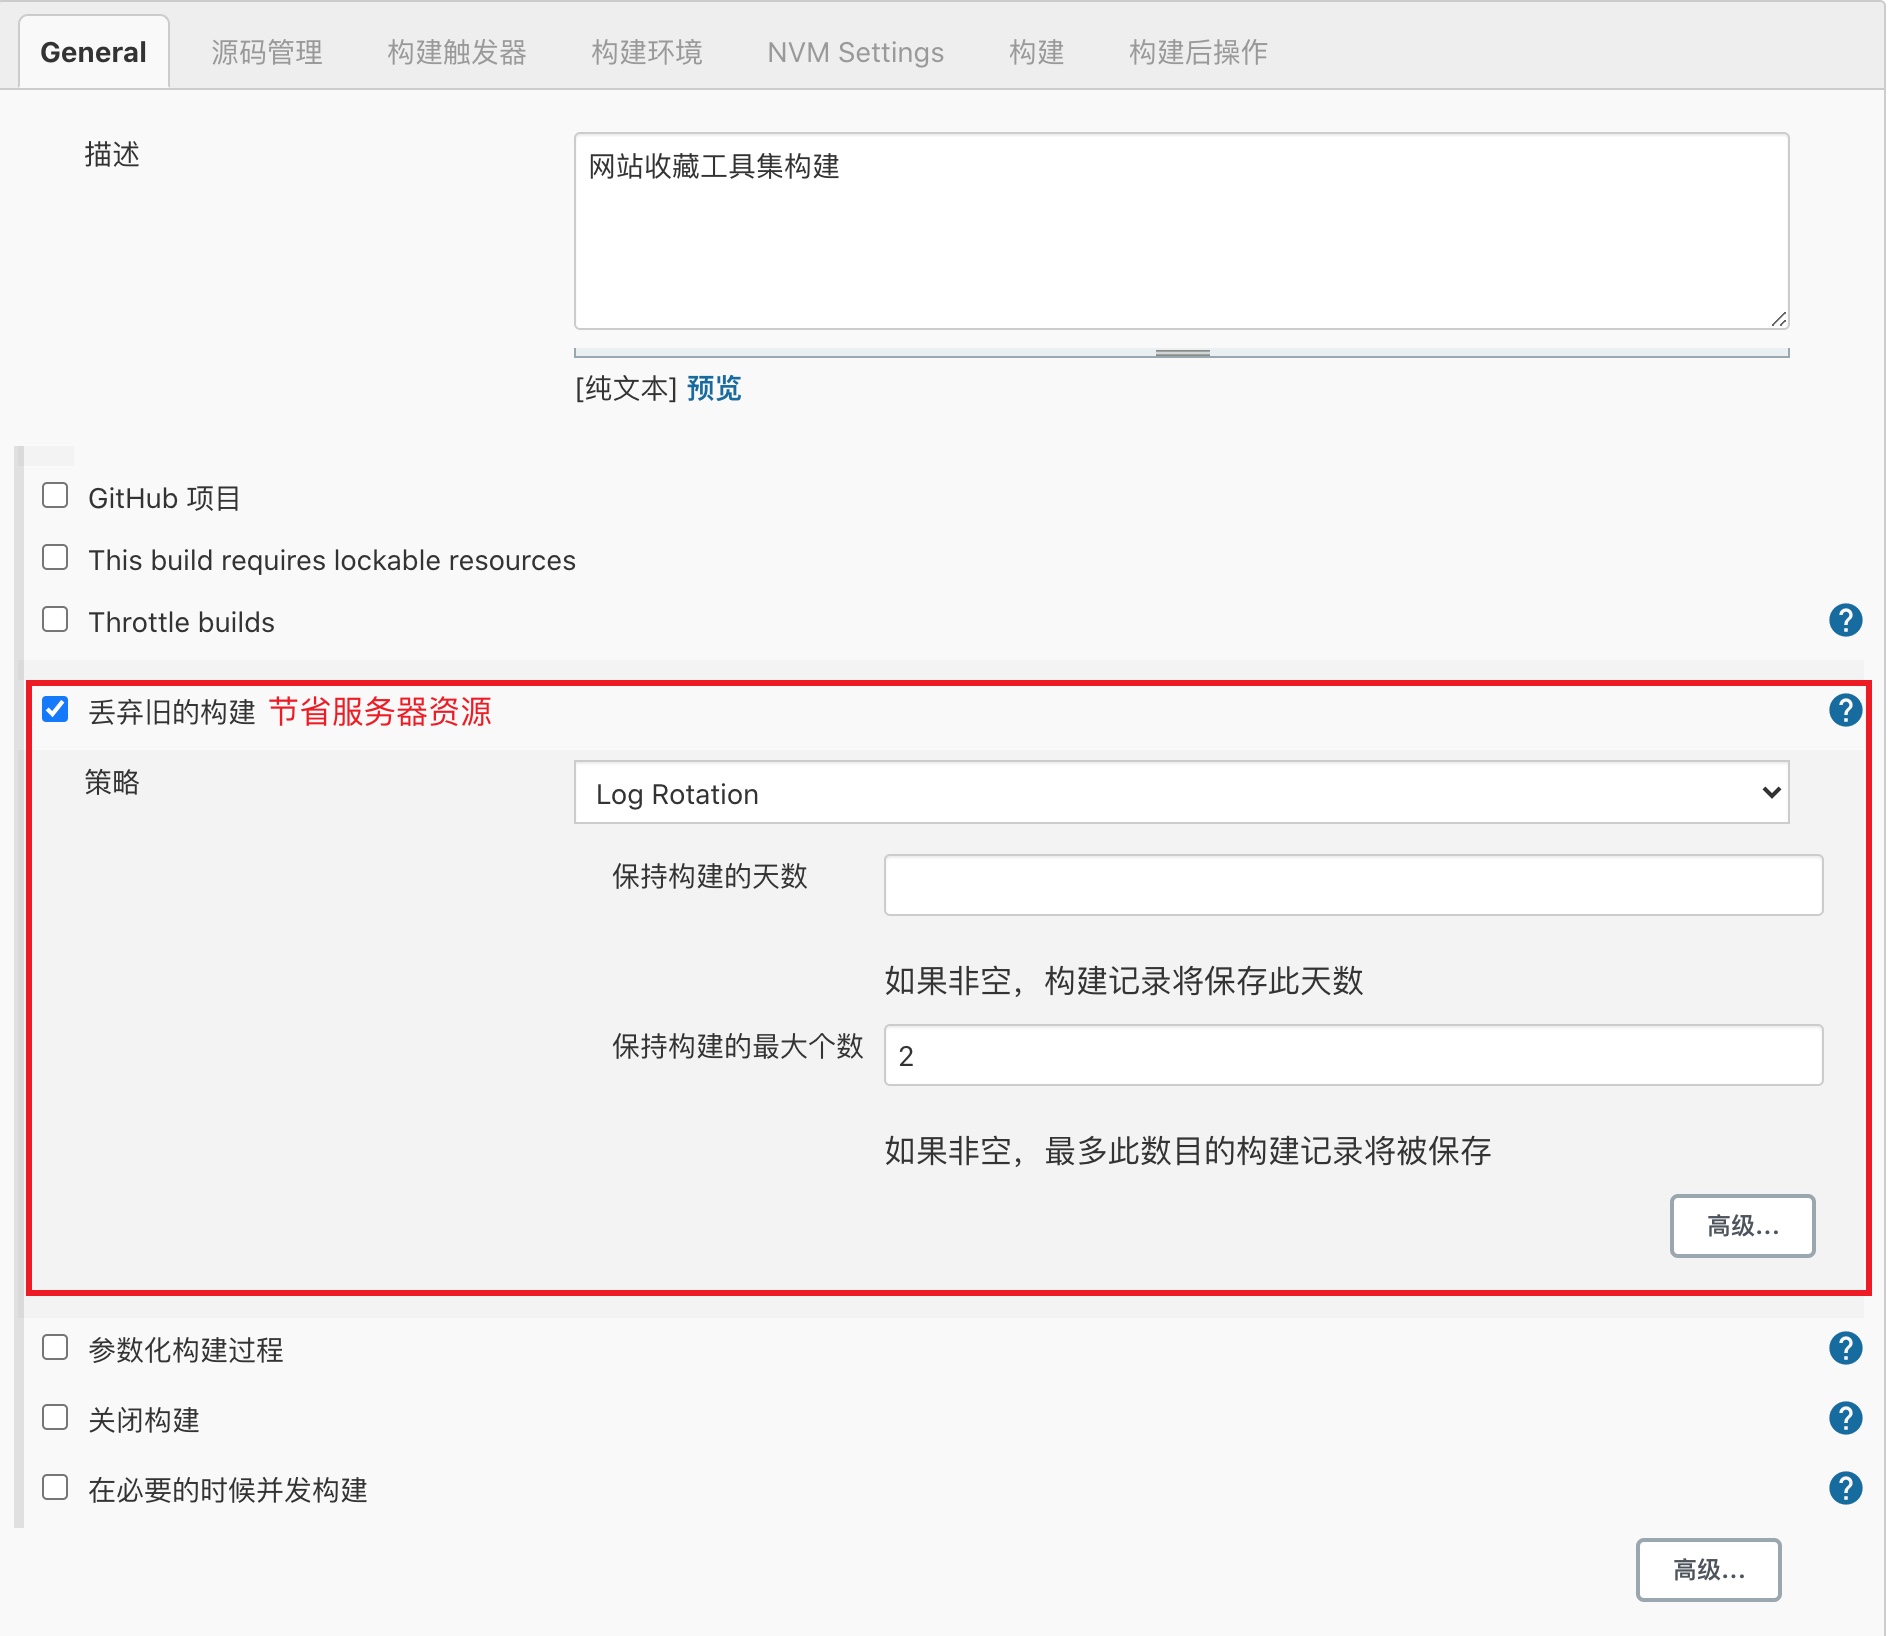 General 源码管理 构建触发器 构建环境 NVM Settings 构建 构建后操作
描述
网站收藏工具集构建
[纯文本] 预览
GitHub 项目
This build requires lockable resources
Throttle builds
?
丢弃旧的构建 节省服务器资源
?
策略
Log Rotation
保持构建的天数
如果非空，构建记录将保存此天数
保持构建的最大个数
2
如果非空，最多此数目的构建记录将被保存
高级...
参数化构建过程
?
关闭构建
?
在必要的时候并发构建
?
高级...